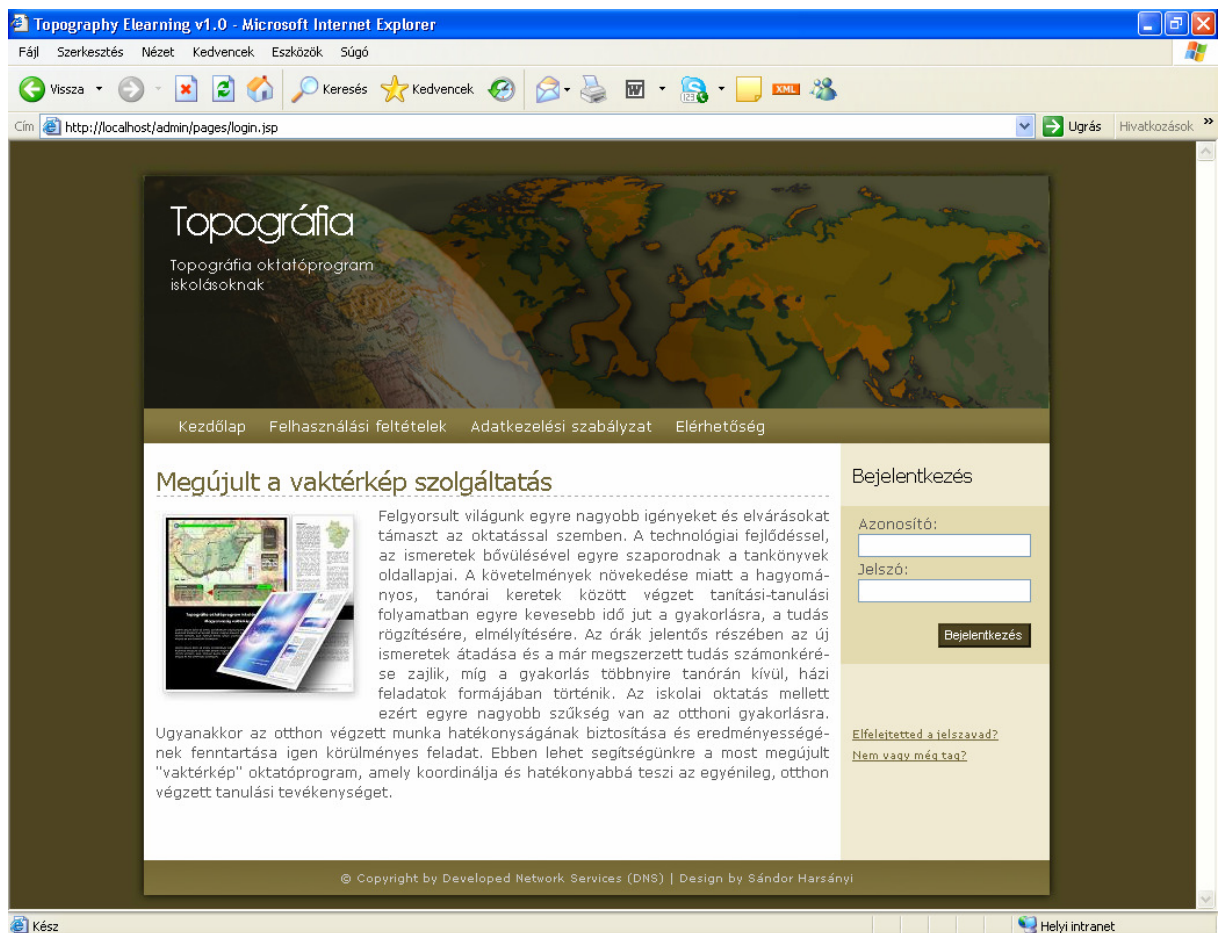 Topography Elearning v1.0 - Microsoft Internet Explorer
Fájl Szerkesztés Nézet Kedvencek Eszközök Súgó
Vissza Keresés Kedvencek XML
Cím http://localhost/admin/pages/login.jsp Ugrás Hivatkozások »
Topográfia
Topográfia oktatóprogram
iskolásoknak
Kezdőlap Felhasználási feltételek Adatkezelési szabályzat Elérhetőség
Megújult a vaktérkép szolgáltatás
Felgyorsult világunk egyre nagyobb igényeket és elvárásokat
támaszt az oktatással szemben. A technológiai fejlődéssel,
az ismeretek bővülésével egyre szaporodnak a tankönyvek
oldallapjai. A követelmények növekedése miatt a hagyomá-
nyos, tanórai keretek között végzet tanítási-tanulási
folyamatban egyre kevesebb idő jut a gyakorlásra, a tudás
rögzítésére, elmélyítésére. Az órák jelentős részében az új
ismeretek átadása és a már megszerzett tudás számonkéré-
se zajlik, míg a gyakorlás többnyire tanórán kívül, házi
feladatok formájában történik. Az iskolai oktatás mellett
ezért egyre nagyobb szűkség van az otthoni gyakorlásra.
Ugyanakkor az otthon végzett munka hatékonyságának biztosítása és eredményességé-
nek fenntartása igen körülményes feladat. Ebben lehet segítségünkre a most megújult
"vaktérkép" oktatóprogram, amely koordinálja és hatékonyabbá teszi az egyénileg, otthon
végzett tanulási tevékenységet.
Bejelentkezés
Azonosító:
Jelszó:
Bejelentkezés
Elfelejtetted a jelszavad?
Nem vagy még tag?
© Copyright by Developed Network Services (DNS) | Design by Sándor Harsányi
Kész Helyi intranet